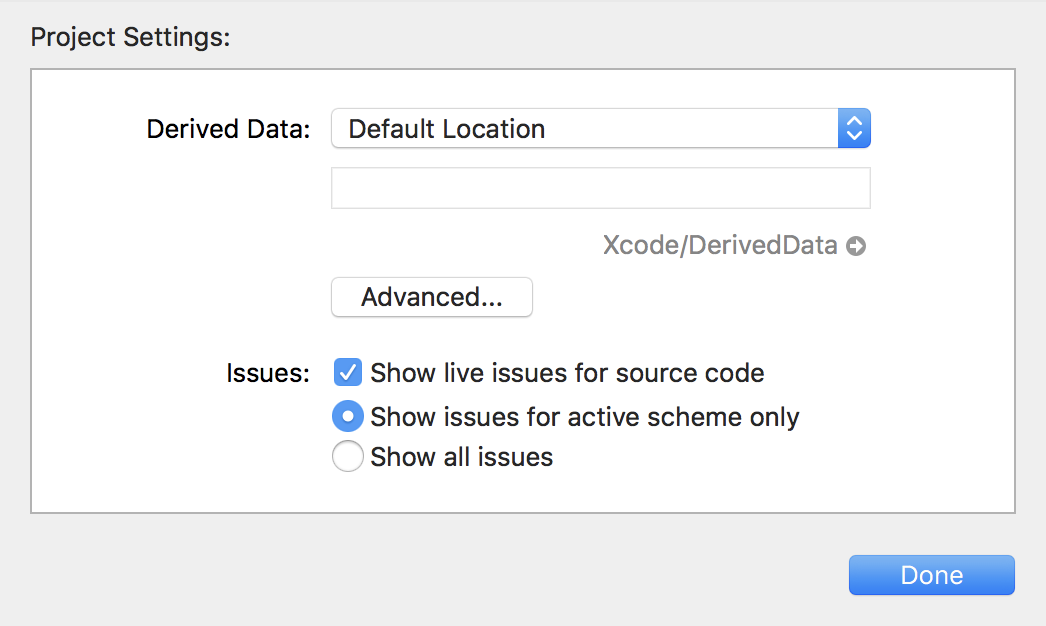 Project Settings:
Derived Data: Default Location
Xcode/DerivedData
Advanced...
Issues: Show live issues for source code
Show issues for active scheme only
Show all issues
Done